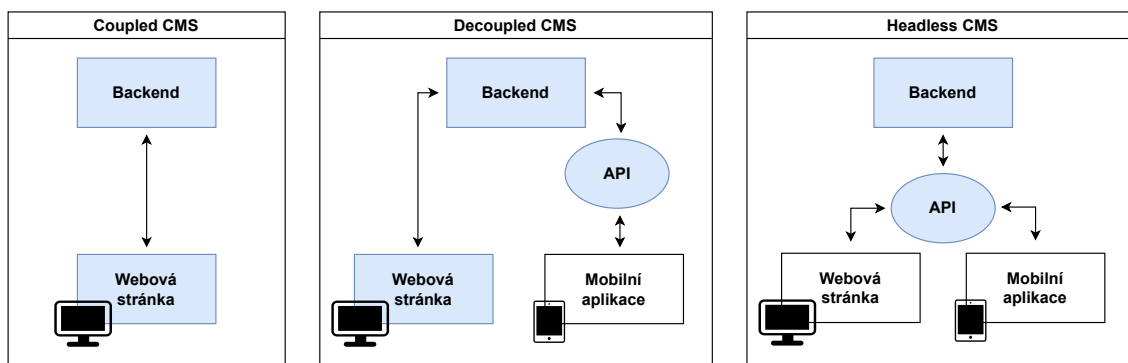 Coupled CMS
Backend
Webová
stránka
Decoupled CMS
Backend
API
Webová
stránka
Mobilní
aplikace
Headless CMS
Backend
API
Webová
stránka
Mobilní
aplikace